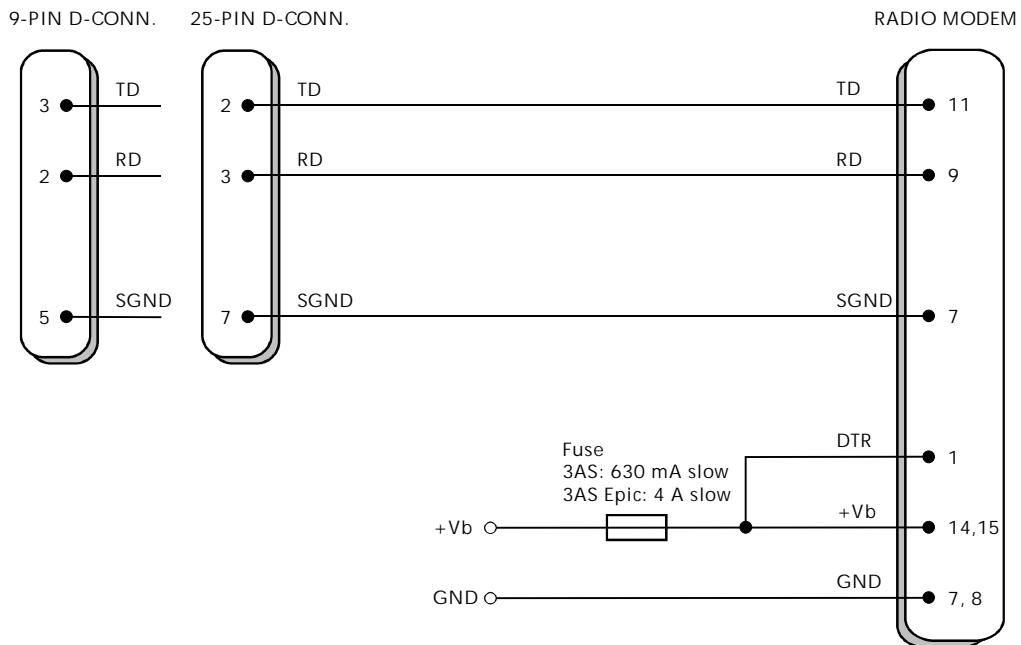 9-PIN D-CONN. 25-PIN D-CONN. RADIO MODEM
TD TD TD
3 2 11
RD RD RD
2 3 9
SGND SGND SGND
5 7 7
DTR
1
Fuse
3AS: 630 mA slow
3AS Epic: 4 A slow
+Vb
+Vb 14,15
GND
GND 7, 8